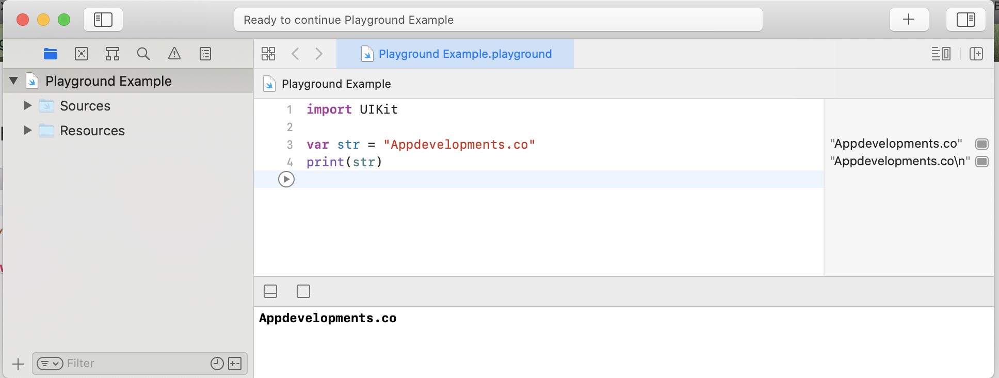 Ready to continue Playground Example
Playground Example.playground
Playground Example
Sources
Resources
Playground Example
1 import UIKit
2
3 var str = "Appdevelopments.co"
4 print(str)
"Appdevelopments.co"
"Appdevelopments.co\n"
Appdevelopments.co
Filter